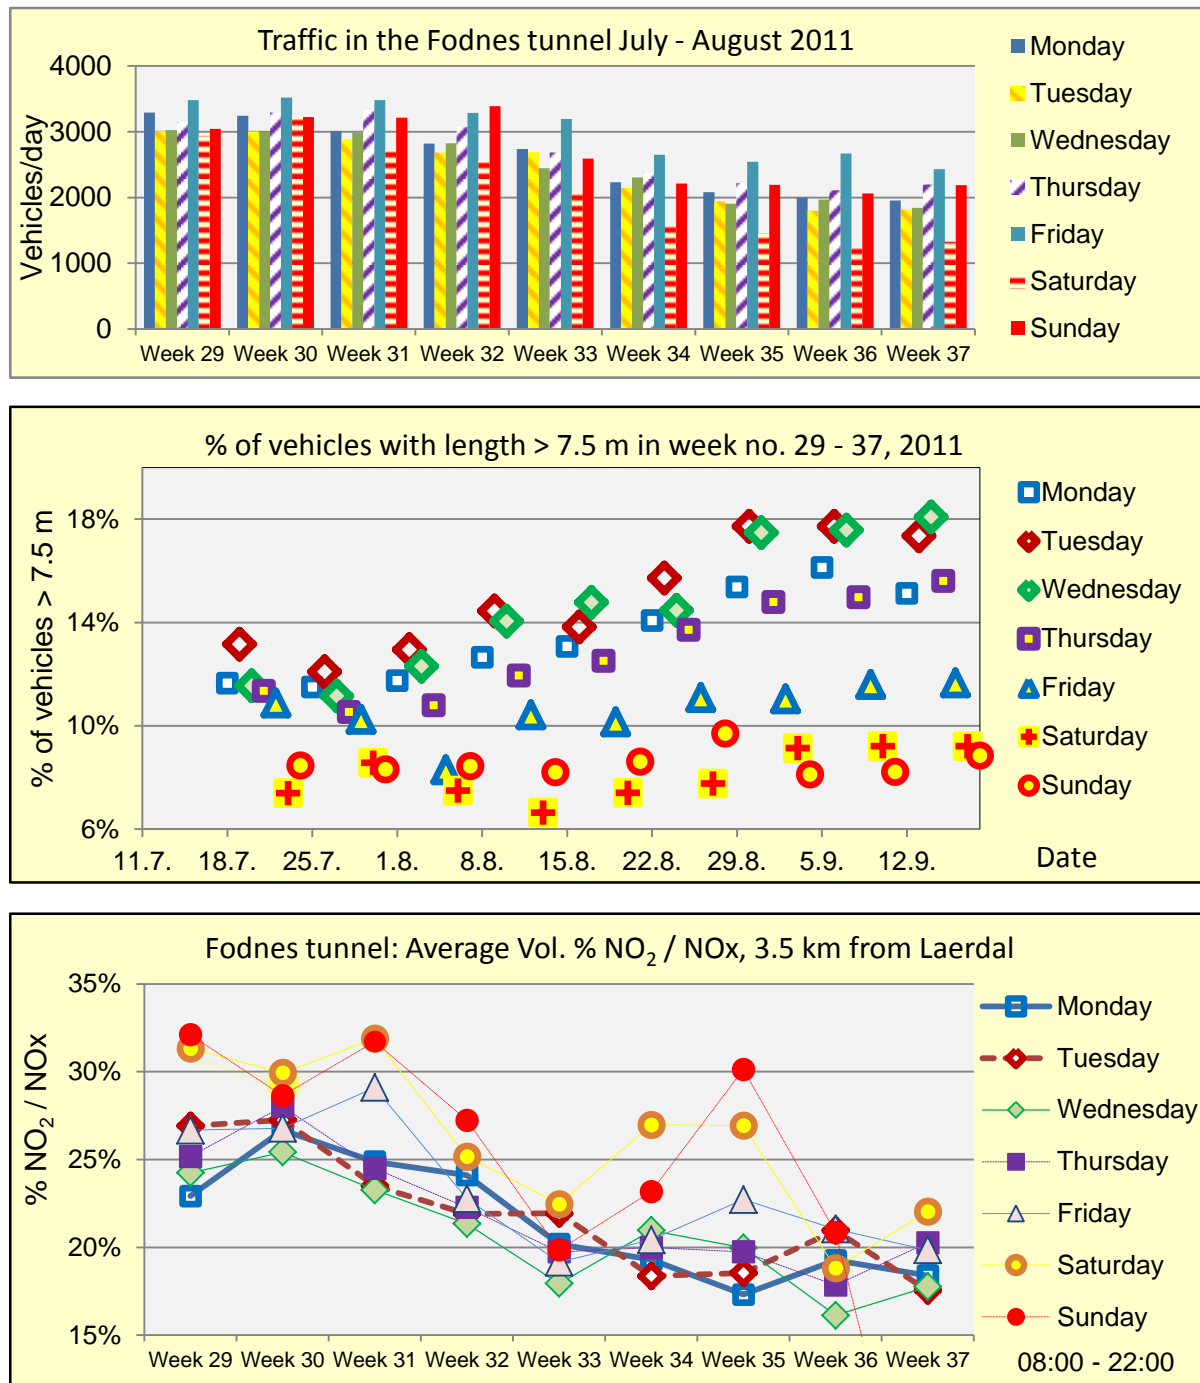 Traffic in the Fodnes tunnel July - August 2011
Vehicles/day
4000
3000
2000
1000
0
Week 29 Week 30 Week 31 Week 32 Week 33 Week 34 Week 35 Week 36 Week 37
Monday
Tuesday
Wednesday
Thursday
Friday
Saturday
Sunday
% of vehicles with length > 7.5 m in week no. 29 - 37, 2011
% of vehicles > 7.5 m
18%
14%
10%
6%
11.7. 18.7. 25.7. 1.8. 8.8. 15.8. 22.8. 29.8. 5.9. 12.9. Date
Monday
Tuesday
Wednesday
Thursday
Friday
Saturday
Sunday
Fodnes tunnel: Average Vol. % NO₂ / NOx, 3.5 km from Laerdal
% NO₂ / NOx
35%
30%
25%
20%
15%
Week 29 Week 30 Week 31 Week 32 Week 33 Week 34 Week 35 Week 36 Week 37
Monday
Tuesday
Wednesday
Thursday
Friday
Saturday
Sunday
08:00 - 22:00